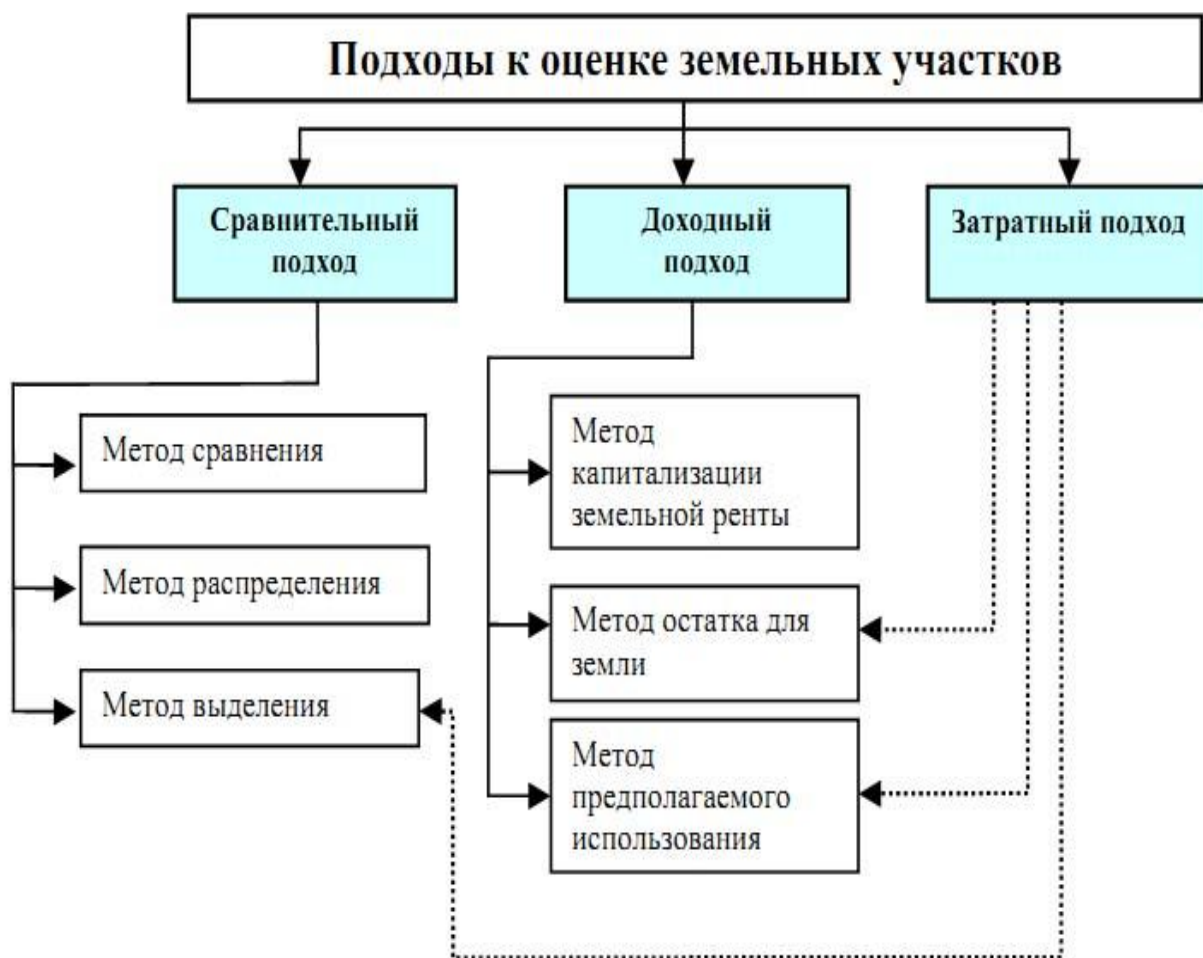 Подходы к оценке земельных участков
Сравнительный
подход
Доходный
подход
Затратный подход
Метод сравнения
Метод распределения
Метод выделения
Метод
капитализации
земельной ренты
Метод остатка для
земли
Метод
предполагаемого
использования